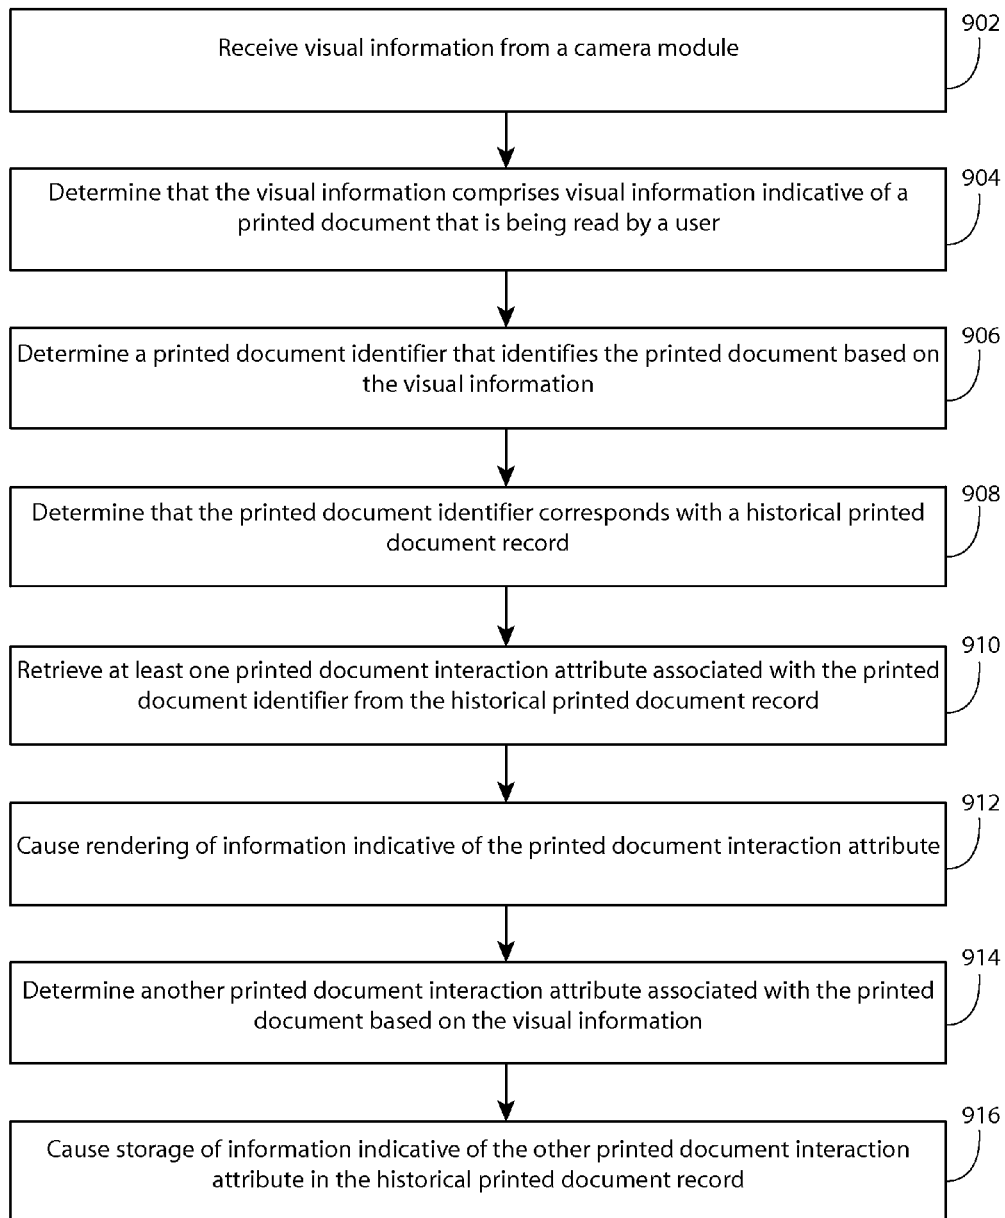 902
Receive visual information from a camera module
904
Determine that the visual information comprises visual information indicative of a
printed document that is being read by a user
906
Determine a printed document identifier that identifies the printed document based on
the visual information
908
Determine that the printed document identifier corresponds with a historical printed
document record
910
Retrieve at least one printed document interaction attribute associated with the printed
document identifier from the historical printed document record
912
Cause rendering of information indicative of the printed document interaction attribute
914
Determine another printed document interaction attribute associated with the printed
document based on the visual information
916
Cause storage of information indicative of the other printed document interaction
attribute in the historical printed document record